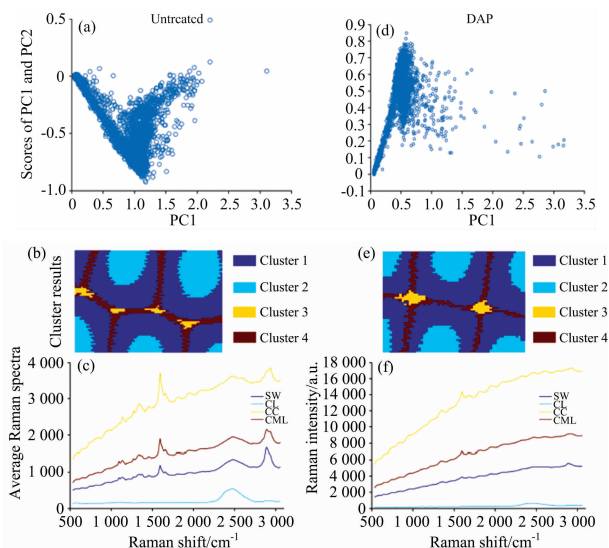 (a)
Untreated
0.5
0
-0.5
-1.0
0 0.5 1.0 1.5 2.0 2.5 3.0 3.5
PC1
Scores of PC1 and PC2
(d)
DAP
0.9
0.8
0.7
0.6
0.5
0.4
0.3
0.2
0.1
0
0.1
0 0.5 1.0 1.5 2.0 2.5 3.0 3.5
PC1
(b)
Cluster results
Cluster 1
Cluster 2
Cluster 3
Cluster 4
(e)
Cluster 1
Cluster 2
Cluster 3
Cluster 4
(c)
4 000
3 000
2 000
1 000
500 1 000 1 500 2 000 2 500 3 000
Raman shift/cm-1
Average Raman spectra
SW
CL
CC
CML
(f)
18 000
16 000
14 000
12 000
10 000
8 000
6 000
4 000
2 000
0
500 1 000 1 500 2 000 2 500 3 000
Raman shift/cm-1
Raman intensity/a.u.
SW
CL
CC
CML